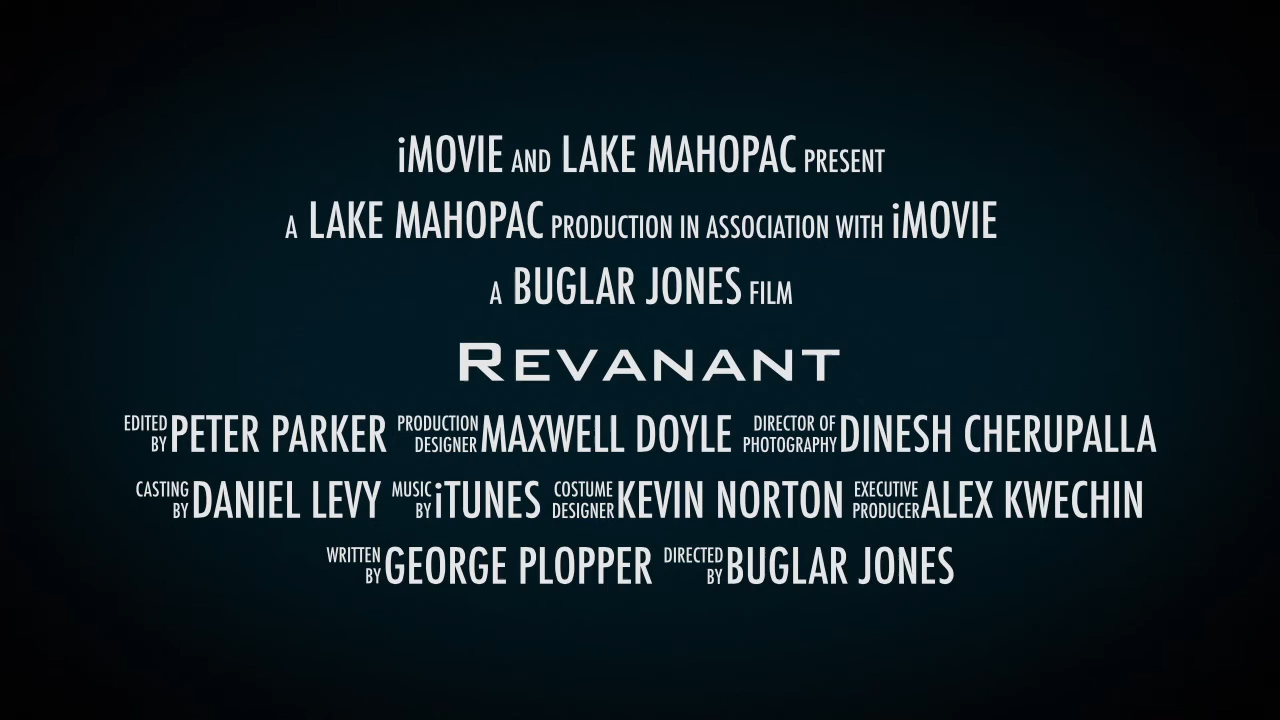 iMOVIE AND LAKE MAHOPAC PRESENT
A LAKE MAHOPAC PRODUCTION IN ASSOCIATION WITH iMOVIE
A BUGLAR JONES FILM
REVANANT
EDITED BY PETER PARKER PRODUCTION DESIGNER MAXWELL DOYLE DIRECTOR OF PHOTOGRAPHY DINESH CHERUPALLA
CASTING BY DANIEL LEVY MUSIC BY iTUNES COSTUME DESIGNER KEVIN NORTON EXECUTIVE PRODUCER ALEX KWECHIN
WRITTEN BY GEORGE PLOPPER DIRECTED BY BUGLAR JONES